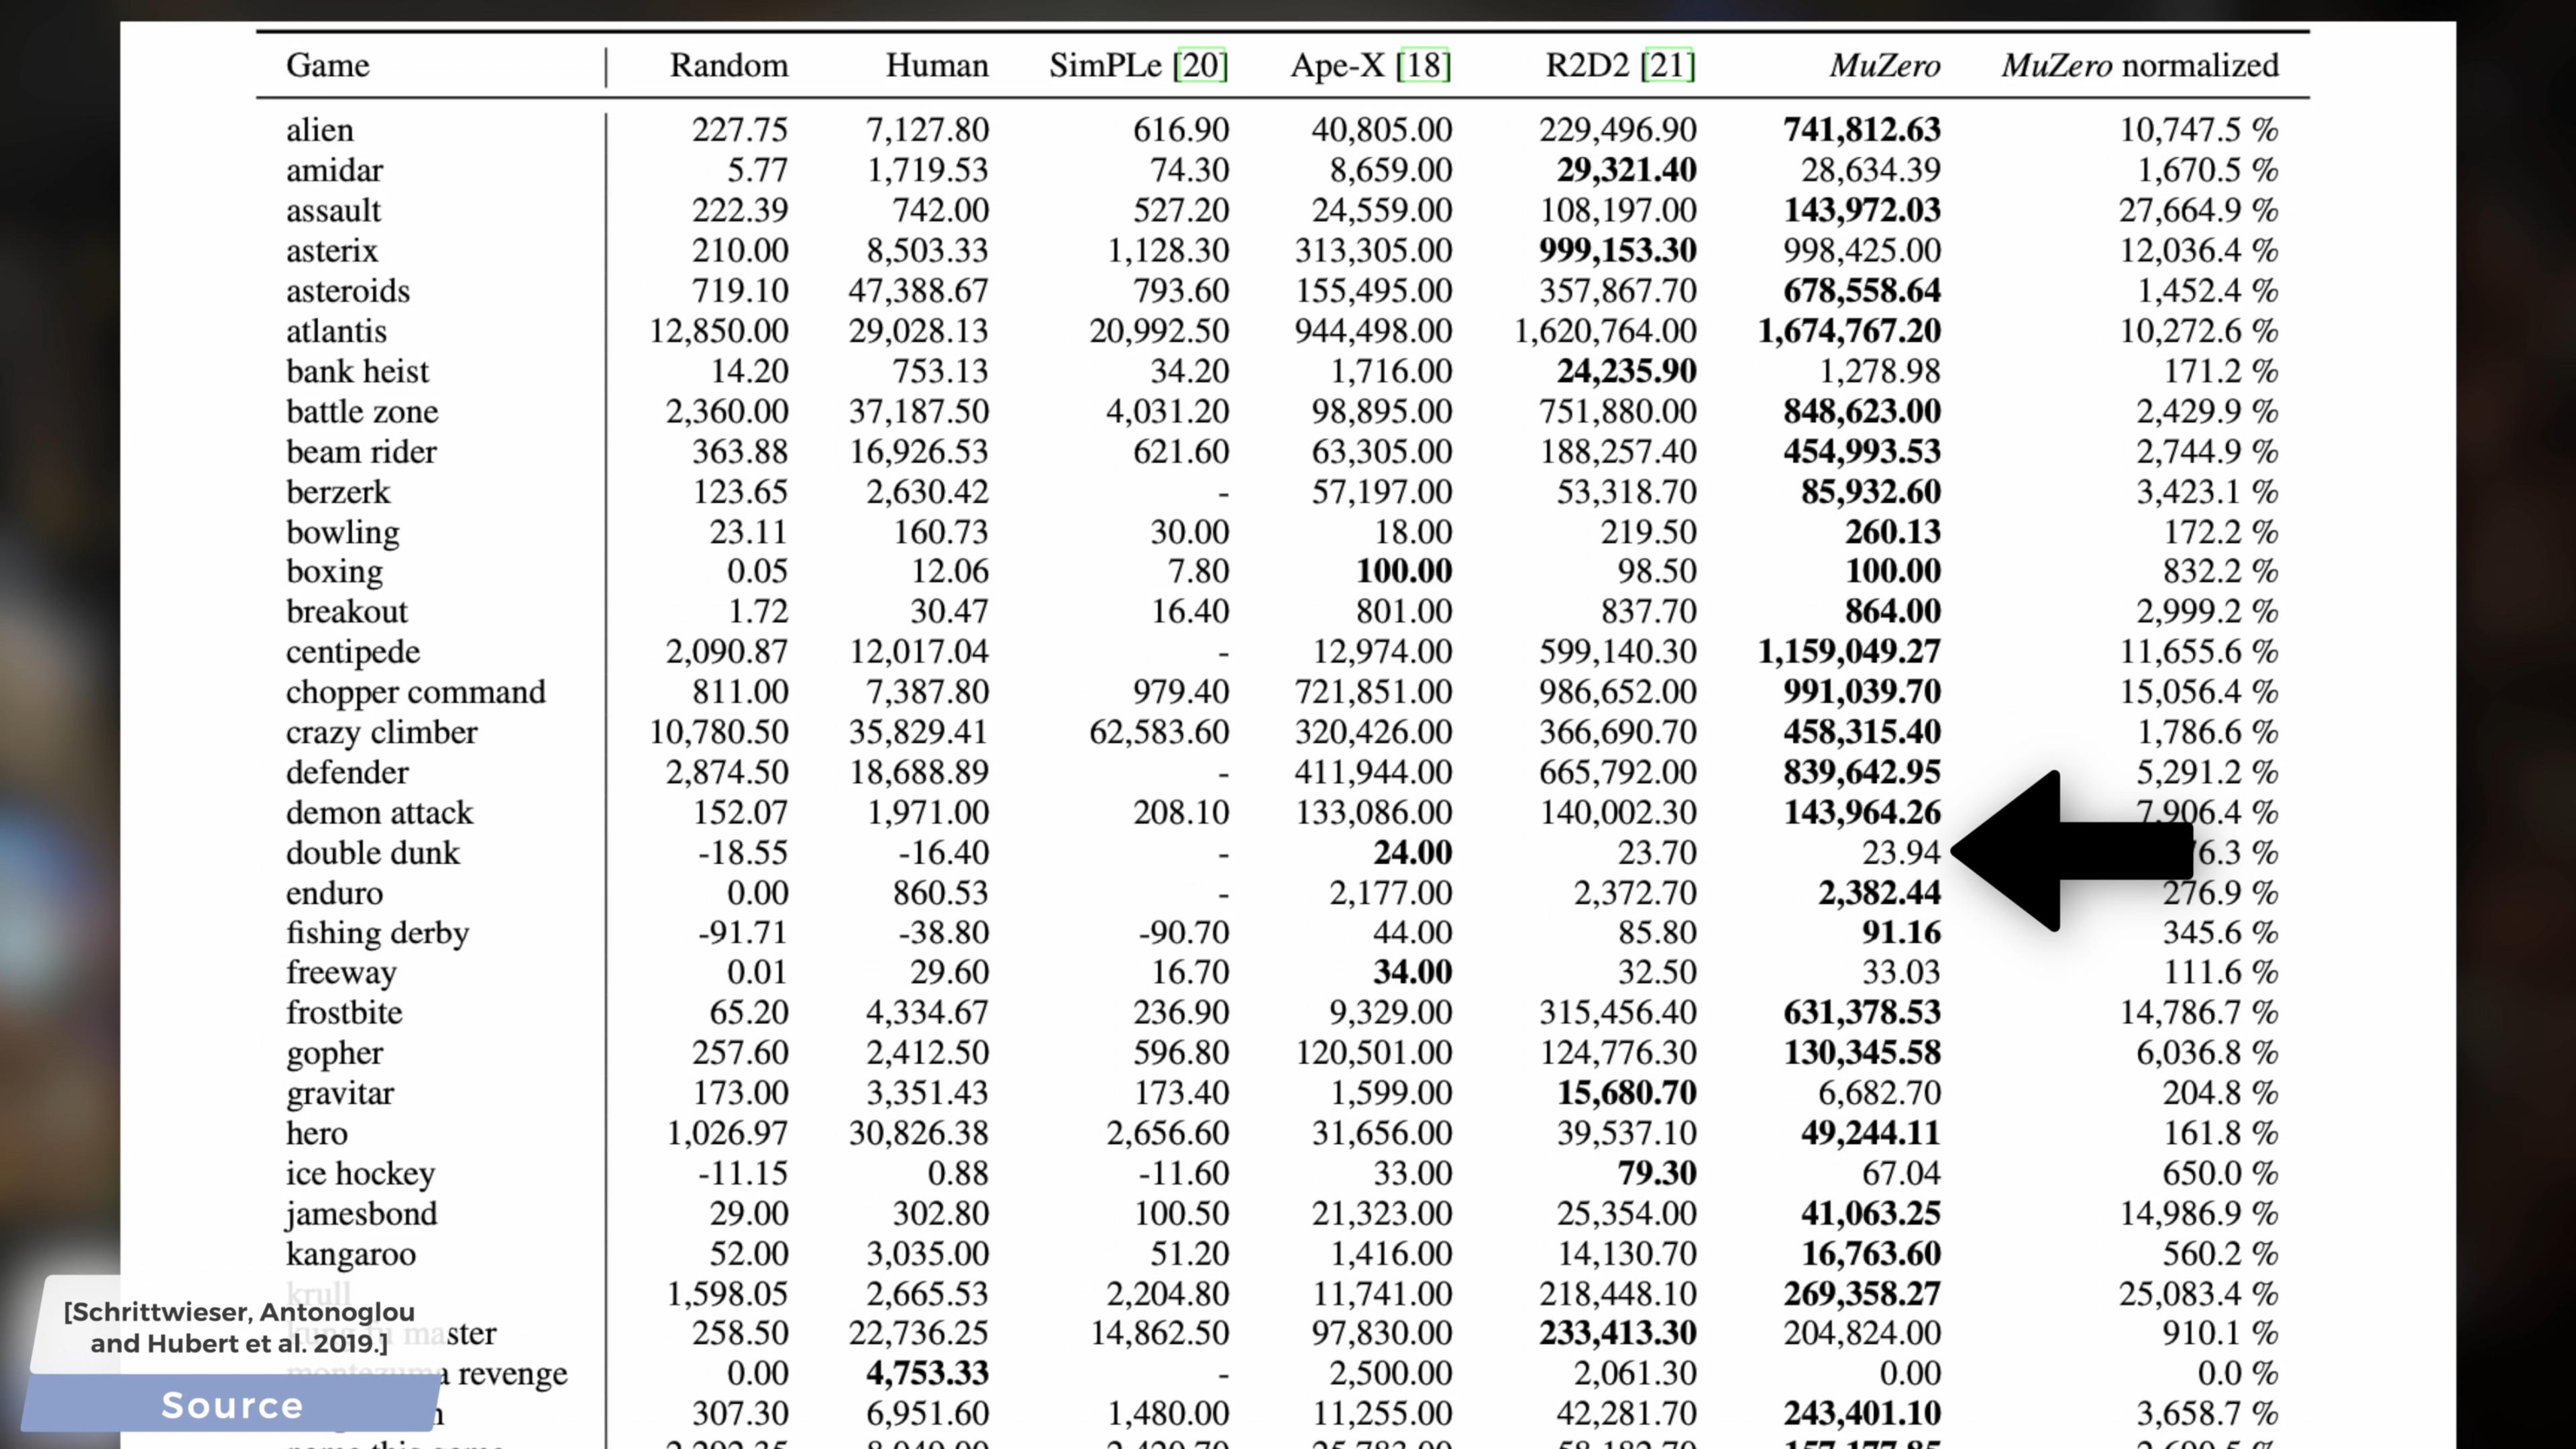 Game Random Human SimPLe [20] Ape-X [18] R2D2 [21] MuZero MuZero normalized
alien 227.75 7,127.80 616.90 40,805.00 229,496.90 741,812.63 10,747.5 %
amidar 5.77 1,719.53 74.30 8,659.00 29,321.40 28,634.39 1,670.5 %
assault 222.39 742.00 527.20 24,559.00 108,197.00 143,972.03 27,664.9 %
asterix 210.00 8,503.33 1,128.30 313,305.00 999,153.30 998,425.00 12,036.4 %
asteroids 719.10 47,388.67 793.60 155,495.00 357,867.70 678,558.64 1,452.4 %
atlantis 12,850.00 29,028.13 20,992.50 944,498.00 1,620,764.00 1,674,767.20 10,272.6 %
bank heist 14.20 753.13 34.20 1,716.00 24,235.90 1,278.98 171.2 %
battle zone 2,360.00 37,187.50 4,031.20 98,895.00 751,880.00 848,623.00 2,429.9 %
beam rider 363.88 16,926.53 621.60 63,305.00 188,257.40 454,993.53 2,744.9 %
berzerk 123.65 2,630.42 - 57,197.00 53,318.70 85,932.60 3,423.1 %
bowling 23.11 160.73 30.00 18.00 219.50 260.13 172.2 %
boxing 0.05 12.06 7.80 100.00 98.50 100.00 832.2 %
breakout 1.72 30.47 16.40 801.00 837.70 864.00 2,999.2 %
centipede 2,090.87 12,017.04 - 12,974.00 599,140.30 1,159,049.27 11,655.6 %
chopper command 811.00 7,387.80 979.40 721,851.00 986,652.00 991,039.70 15,056.4 %
crazy climber 10,780.50 35,829.41 62,583.60 320,426.00 366,690.70 458,315.40 1,786.6 %
defender 2,874.50 18,688.89 - 411,944.00 665,792.00 839,642.95 5,291.2 %
demon attack 152.07 1,971.00 208.10 133,086.00 140,002.30 143,964.26 7,906.4 %
double dunk -18.55 -16.40 - 24.00 23.70 23.94 6.3 %
enduro 0.00 860.53 - 2,177.00 2,372.70 2,382.44 276.9 %
fishing derby -91.71 -38.80 -90.70 44.00 85.80 91.16 345.6 %
freeway 0.01 29.60 16.70 34.00 32.50 33.03 111.6 %
frostbite 65.20 4,334.67 236.90 9,329.00 315,456.40 631,378.53 14,786.7 %
gopher 257.60 2,412.50 596.80 120,501.00 124,776.30 130,345.58 6,036.8 %
gravitar 173.00 3,351.43 173.40 1,599.00 15,680.70 6,682.70 204.8 %
hero 1,026.97 30,826.38 2,656.60 31,656.00 39,537.10 49,244.11 161.8 %
ice hockey -11.15 0.88 -11.60 33.00 79.30 67.04 650.0 %
jamesbond 29.00 302.80 100.50 21,323.00 25,354.00 41,063.25 14,986.9 %
kangaroo 52.00 3,035.00 51.20 1,416.00 14,130.70 16,763.60 560.2 %
krull 1,598.05 2,665.53 2,204.80 11,741.00 218,448.10 269,358.27 25,083.4 %
master 258.50 22,736.25 14,862.50 97,830.00 233,413.30 204,824.00 910.1 %
revenge 0.00 4,753.33 - 2,500.00 2,061.30 0.00 0.0 %
307.30 6,951.60 1,480.00 11,255.00 42,281.70 243,401.10 3,658.7 %
[Schrittwieser, Antonoglou
and Hubert et al. 2019.]
Source